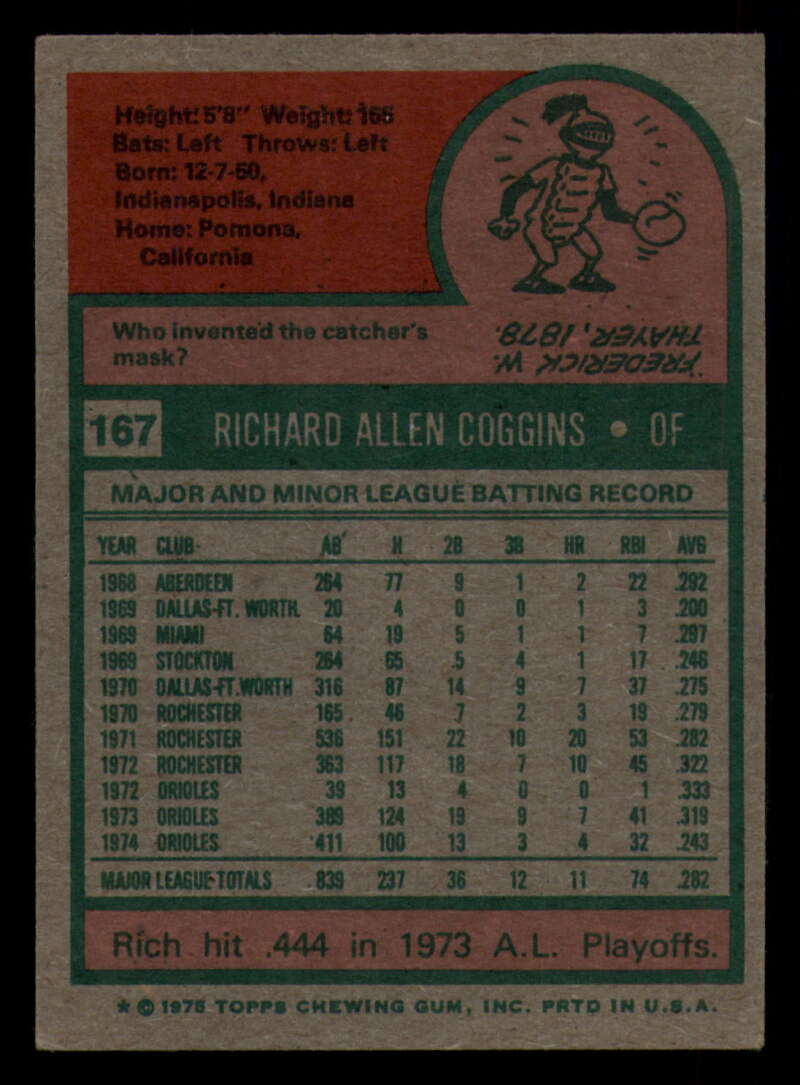 Height: 5'8" Weight: 165
Bats: Left Throws: Left
Born: 12-7-50,
Indianapolis, Indiana
Home: Pomona,
California
Who invented the catcher's
mask?
FREDERICK W.
THAYER, 1878.
167 RICHARD ALLEN COGGINS • OF
MAJOR AND MINOR LEAGUE BATTING RECORD
YEAR CLUB AB H 2B 3B HR RBI AVG
1968 ABERDEEN 264 77 9 1 2 22 .292
1969 DALLAS-FT. WORTH 20 4 0 0 1 3 .200
1969 MIAMI 64 19 5 1 1 7 .297
1969 STOCKTON 264 65 5 4 1 17 .246
1970 DALLAS-FT.WORTH 316 87 14 9 7 37 .275
1970 ROCHESTER 165 46 7 2 3 19 .279
1971 ROCHESTER 536 151 22 10 20 53 .282
1972 ROCHESTER 363 117 18 7 10 45 .322
1972 ORIOLES 39 13 4 0 0 1 .333
1973 ORIOLES 389 124 19 9 7 41 .319
1974 ORIOLES 411 100 13 3 4 32 .243
MAJOR LEAGUE TOTALS 839 237 36 12 11 74 .282
Rich hit .444 in 1973 A.L. Playoffs.
* © 1975 TOPPS CHEWING GUM, INC. PRTD IN U.S.A.